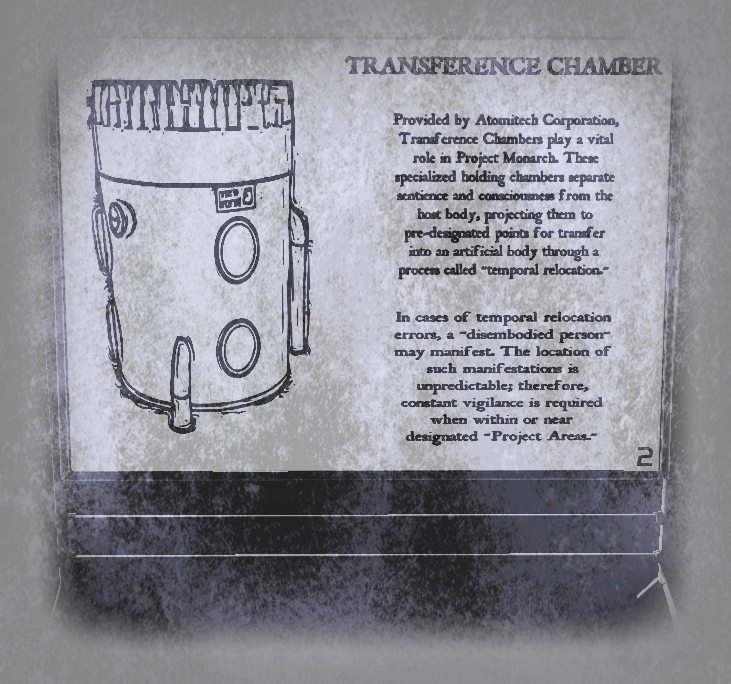 TRANSFERENCE CHAMBER
Provided by Atomitech Corporation,
Transference Chambers play a vital
role in Project Monarch. These
specialized holding chambers separate
sentience and consciousness from the
host body, projecting them to
pre-designated points for transfer
into an artificial body through a
process called "temporal relocation."
In cases of temporal relocation
errors, a "disembodied person"
may manifest. The location of
such manifestations is
unpredictable; therefore,
constant vigilance is required
when within or near
designated "Project Areas."
2